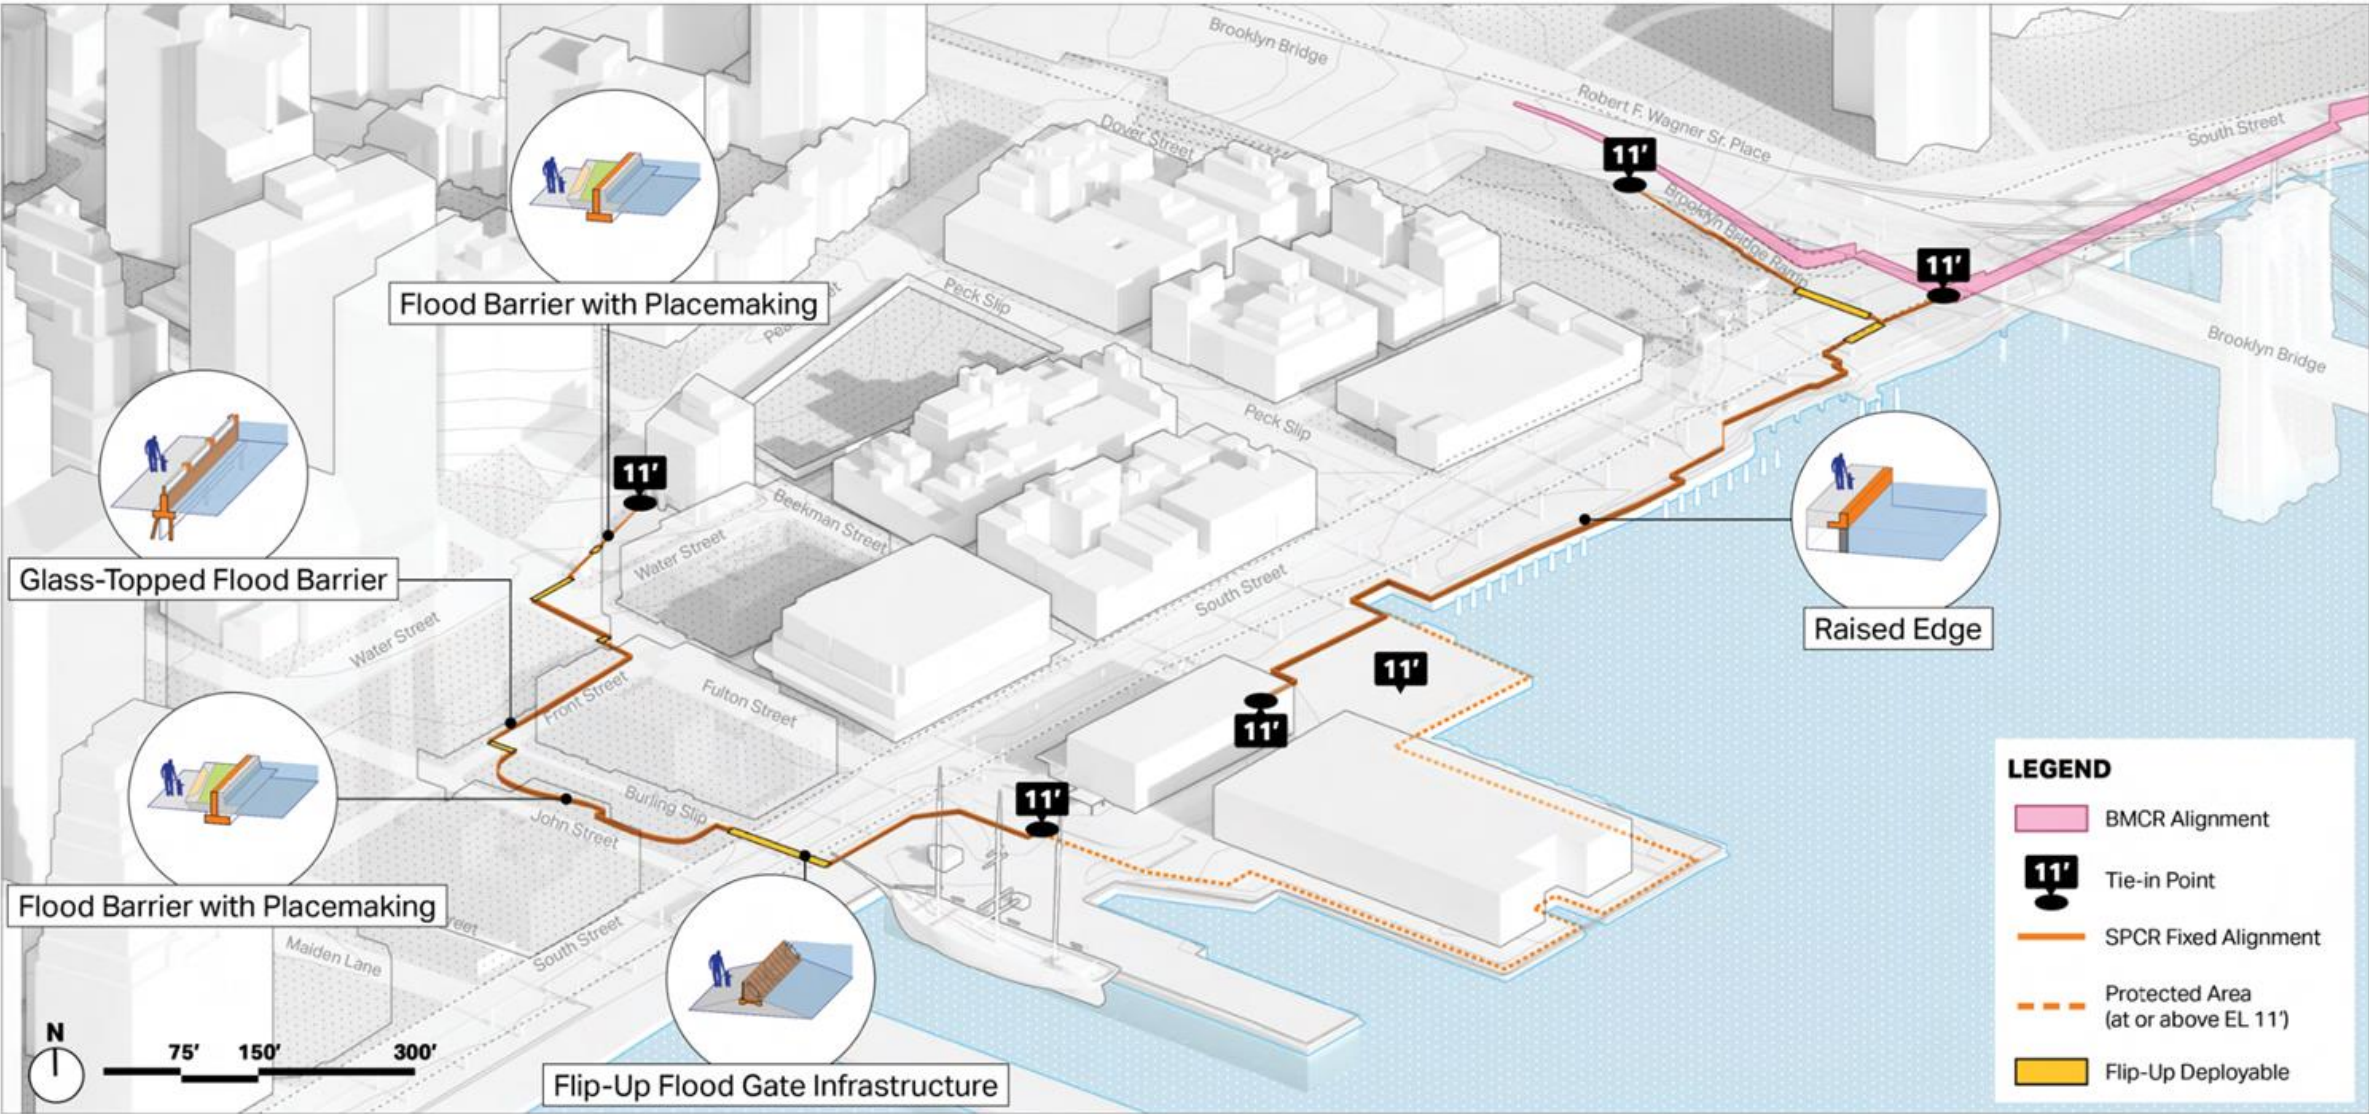 Brooklyn Bridge
Robert F. Wagner Sr. Place
South Street
Dover Street
11′
Brooklyn Bridge Ramp
11′
Flood Barrier with Placemaking
Peck Slip
Brooklyn Bridge
Peck Slip
11′
Beekman Street
Water Street
Glass-Topped Flood Barrier
South Street
Raised Edge
Water Street
11′
Front Street
Fulton Street
11′
11′
Burling Slip
John Street
Flood Barrier with Placemaking
Maiden Lane
South Street
Flip-Up Flood Gate Infrastructure
N
75′ 150′ 300′
LEGEND
BMCR Alignment
11′
Tie-in Point
SPCR Fixed Alignment
Protected Area
(at or above EL 11′)
Flip-Up Deployable